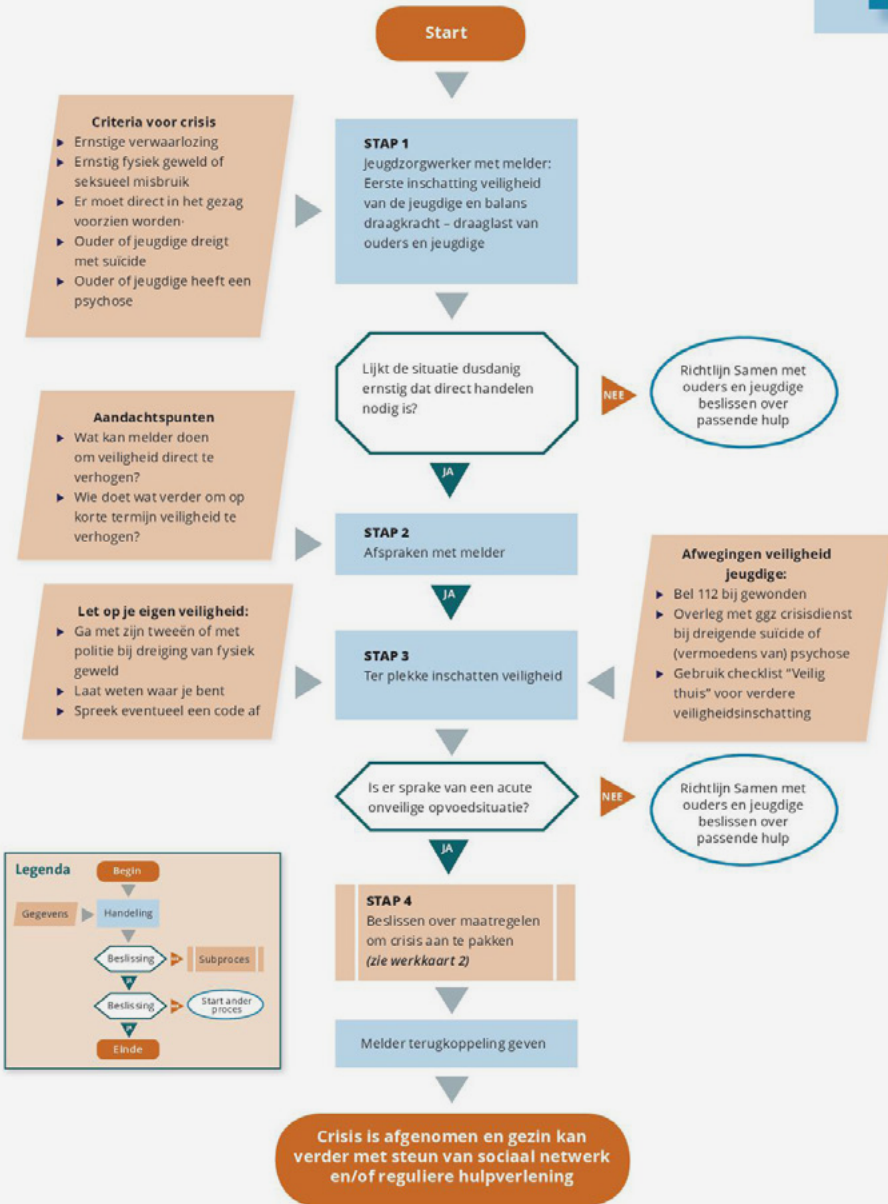 Start
Criteria voor crisis
▶ Ernstige verwaarlozing
▶ Ernstig fysiek geweld of
seksueel misbruik
▶ Er moet direct in het gezag
voorzien worden·
▶ Ouder of jeugdige dreigt
met suïcide
▶ Ouder of jeugdige heeft een
psychose
STAP 1
Jeugdzorgwerker met melder:
Eerste inschatting veiligheid
van de jeugdige en balans
draagkracht – draaglast van
ouders en jeugdige
Lijkt de situatie dusdanig
ernstig dat direct handelen
nodig is?
NEE
Richtlijn Samen met
ouders en jeugdige
beslissen over
passende hulp
JA
Aandachtspunten
▶ Wat kan melder doen
om veiligheid direct te
verhogen?
▶ Wie doet wat verder om op
korte termijn veiligheid te
verhogen?
STAP 2
Afspraken met melder
JA
Let op je eigen veiligheid:
▶ Ga met zijn tweeën of met
politie bij dreiging van fysiek
geweld
▶ Laat weten waar je bent
▶ Spreek eventueel een code af
STAP 3
Ter plekke inschatten veiligheid
Afwegingen veiligheid
jeugdige:
▶ Bel 112 bij gewonden
▶ Overleg met ggz crisisdienst
bij dreigende suïcide of
(vermoedens van) psychose
▶ Gebruik checklist “Veilig
thuis” voor verdere
veiligheidsinschatting
Is er sprake van een acute
onveilige opvoedsituatie?
NEE
Richtlijn Samen met
ouders en jeugdige
beslissen over
passende hulp
JA
STAP 4
Beslissen over maatregelen
om crisis aan te pakken
(zie werkkaart 2)
Melder terugkoppeling geven
Crisis is afgenomen en gezin kan
verder met steun van sociaal netwerk
en/of reguliere hulpverlening
Legenda
Begin
Gegevens
Handeling
Beslissing
Subproces
Beslissing
Start ander
proces
Einde